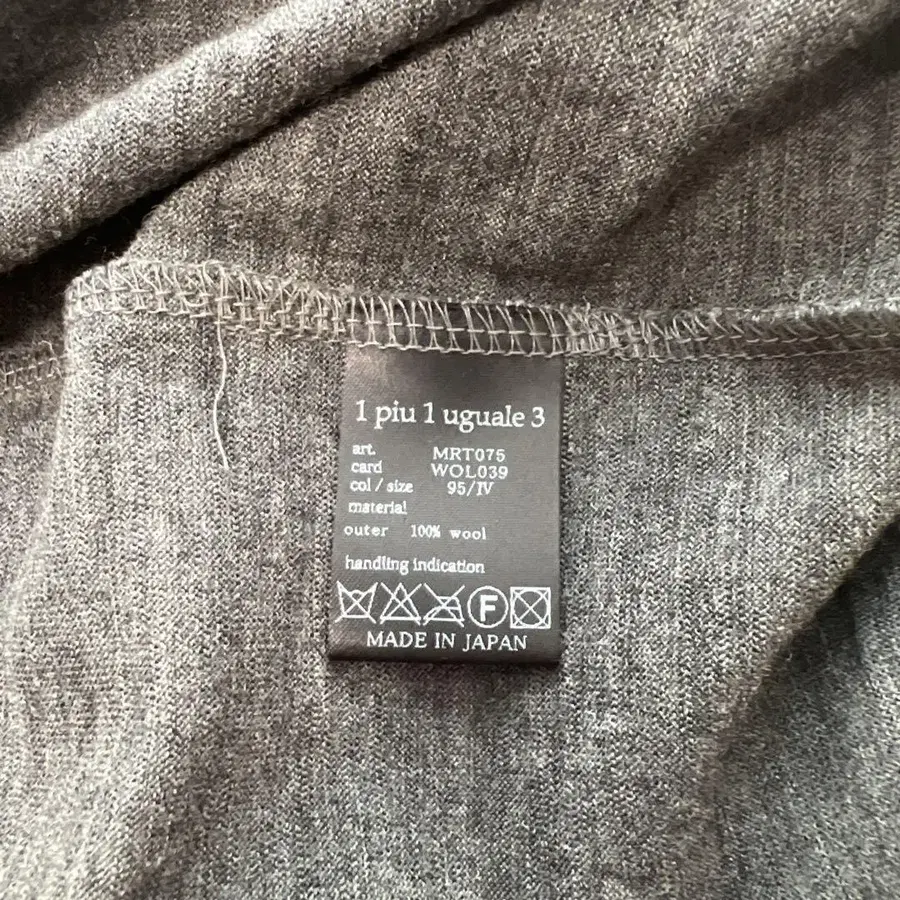 1 piu 1 uguale 3
art. MRT075
card WOL039
col / size 95/IV
material
outer 100% wool
handling indication
F
MADE IN JAPAN